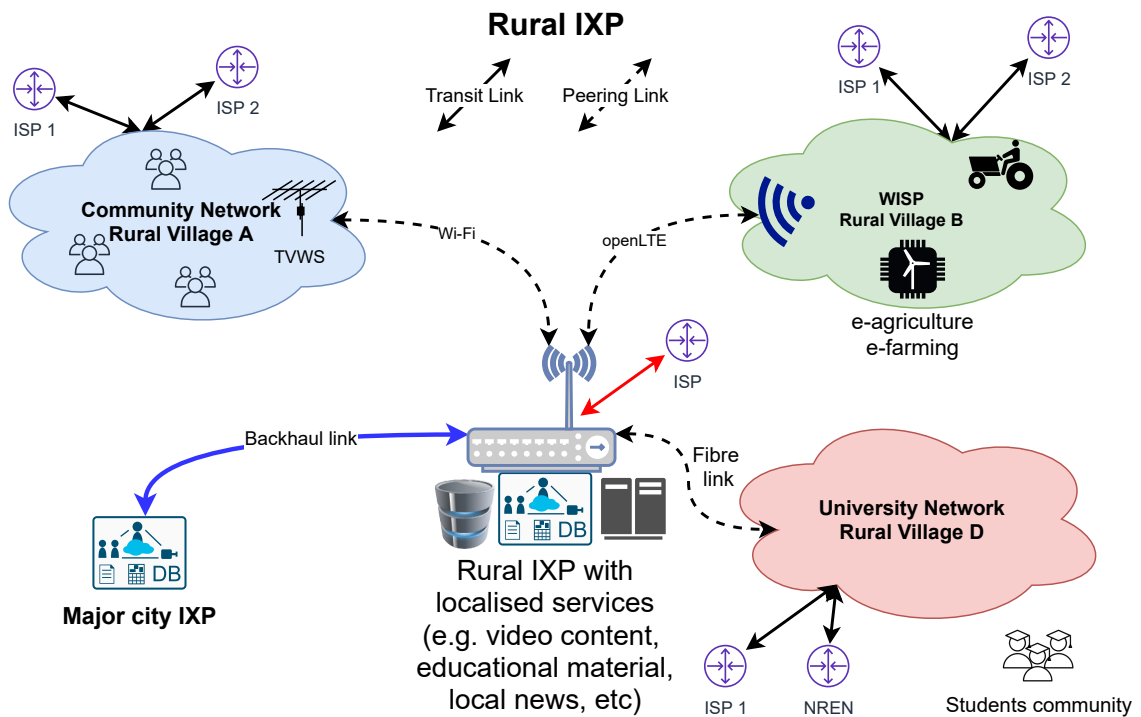 Rural IXP
Transit Link
Peering Link
ISP 1
ISP 2
Community Network
Rural Village A
TVWS
ISP 1
ISP 2
WISP
Rural Village B
e-agriculture
e-farming
Wi-Fi
openLTE
ISP
Backhaul link
Fibre
link
DB
Major city IXP
DB
Rural IXP with
localised services
(e.g. video content,
educational material,
local news, etc)
University Network
Rural Village D
ISP 1
NREN
Students community